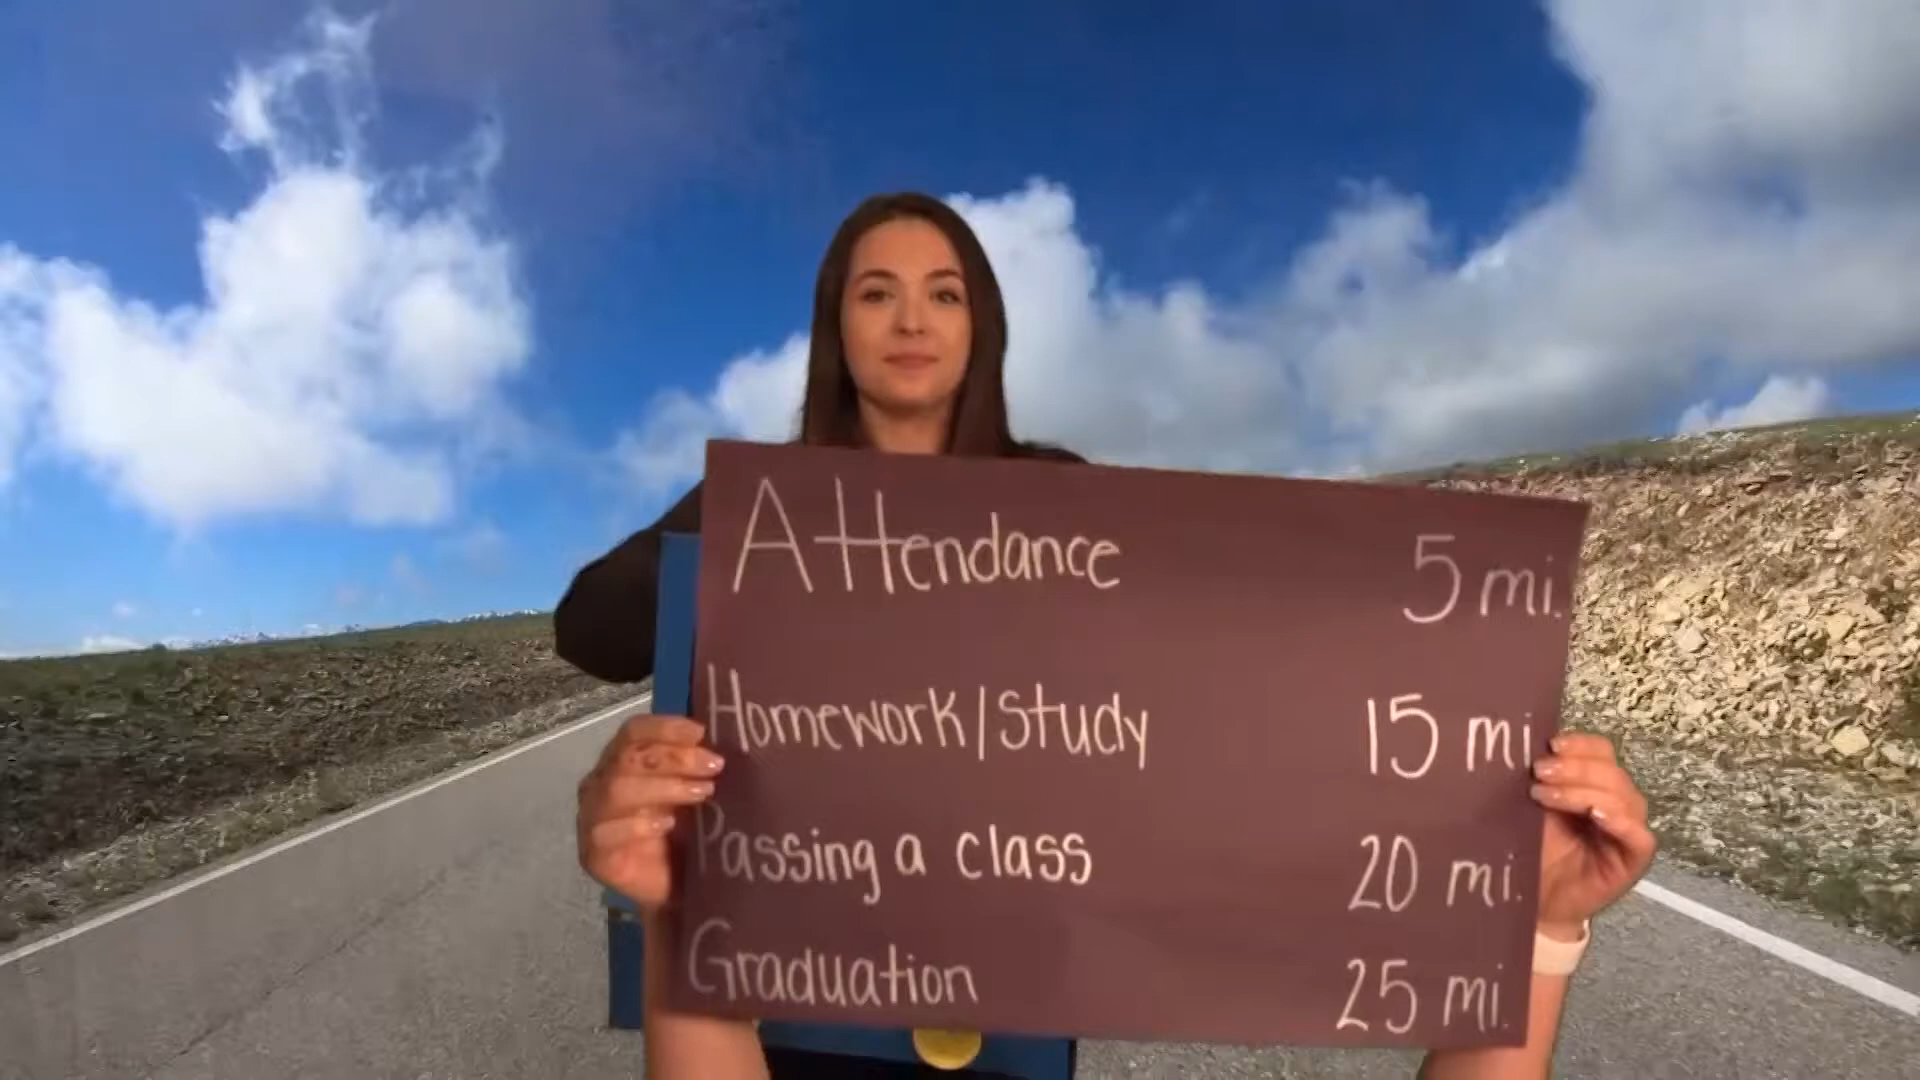 Attendance 5 mi.
Homework/Study 15 mi
Passing a class 20 mi.
Graduation 25 mi.